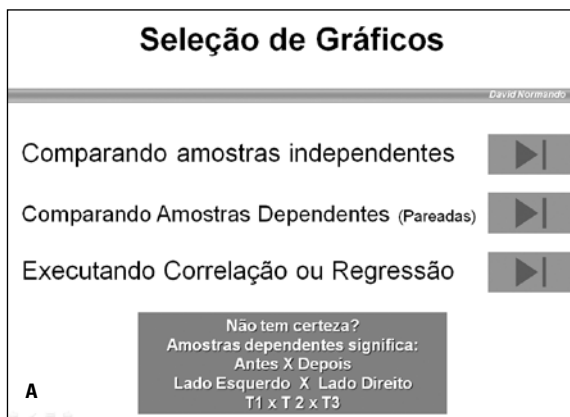 Seleção de Gráficos
David Normando
Comparando amostras independentes
Comparando Amostras Dependentes (Pareadas)
Executando Correlação ou Regressão
Não tem certeza?
Amostras dependentes significa:
Antes X Depois
Lado Esquerdo X Lado Direito
T1 x T 2 x T3
A